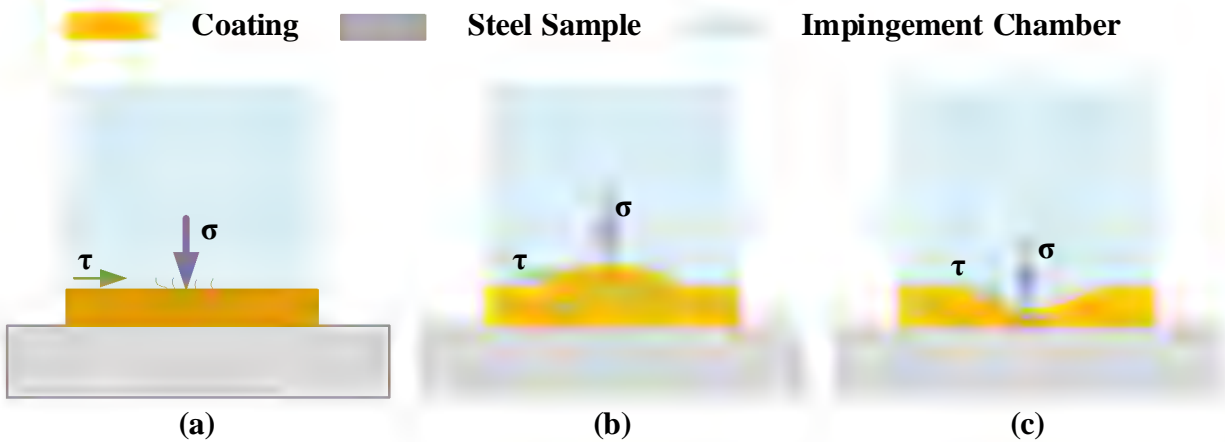 Coating Steel Sample Impingement Chamber
σ
τ
σ
τ
σ
τ
(a) (b) (c)